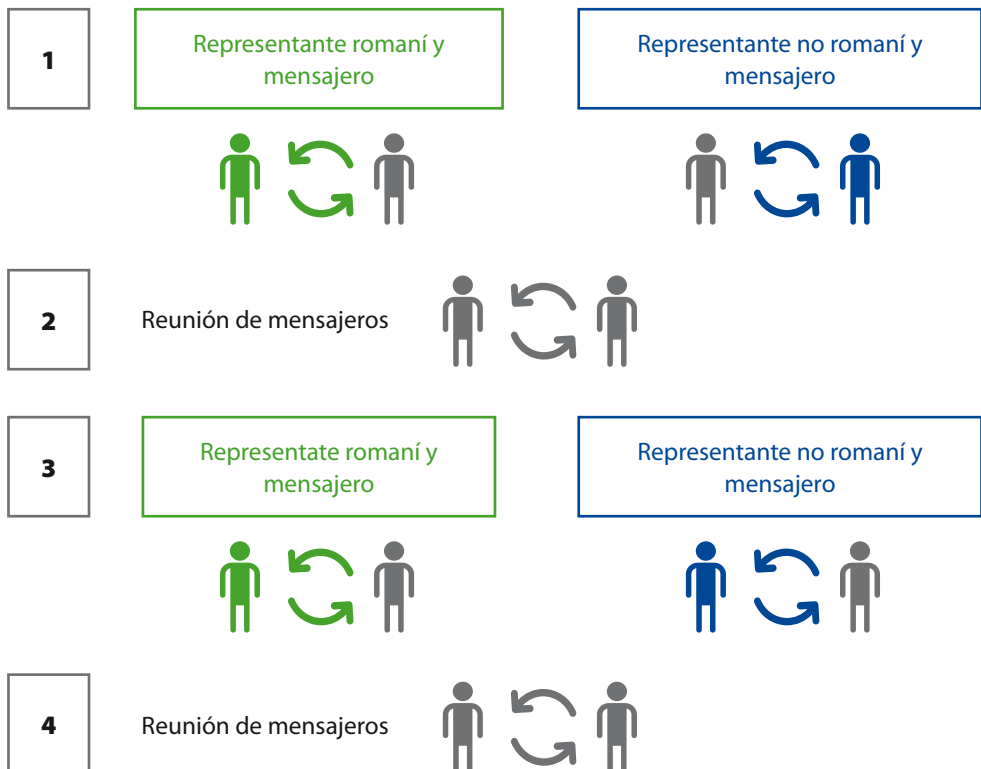 1
Representante romaní y
mensajero
Representante no romaní y
mensajero
2
Reunión de mensajeros
3
Representate romaní y
mensajero
Representante no romaní y
mensajero
4
Reunión de mensajeros